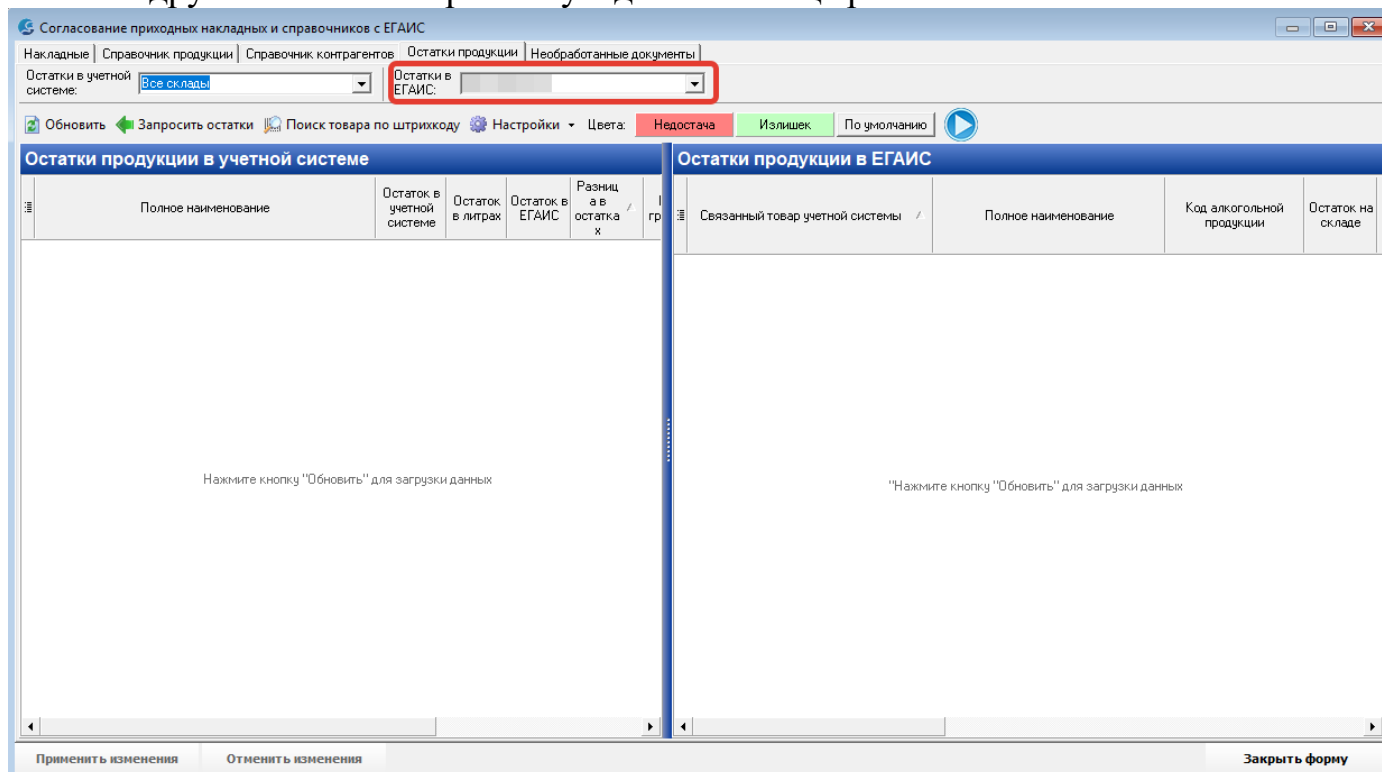 Согласование приходных накладных и справочников с ЕГАИС
Накладные Справочник продукции Справочник контрагентов Остатки продукции Необработанные документы
Остатки в учетной системе: Все склады Остатки в ЕГАИС:
Обновить Запросить остатки Поиск товара по штрихкоду Настройки Цвета: Недостача Излишек По умолчанию
Остатки продукции в учетной системе
Полное наименование
Остаток в учетной системе
Остаток в литрах
Остаток в ЕГАИС
Разниц а в остатка х
Нажмите кнопку "Обновить" для загрузки данных
Остатки продукции в ЕГАИС
Связанный товар учетной системы
Полное наименование
Код алкогольной продукции
Остаток на складе
"Нажмите кнопку "Обновить" для загрузки данных
Применить изменения Отменить изменения Закрыть форму